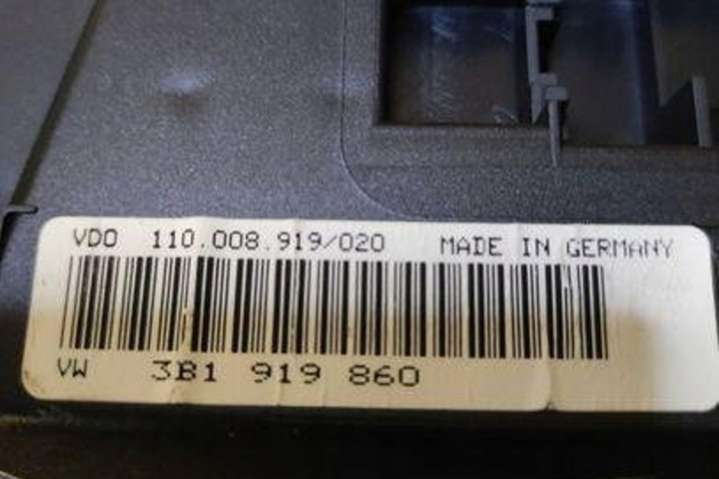 VDO 110.008.919/020 MADE IN GERMANY
VW 3B1 919 860